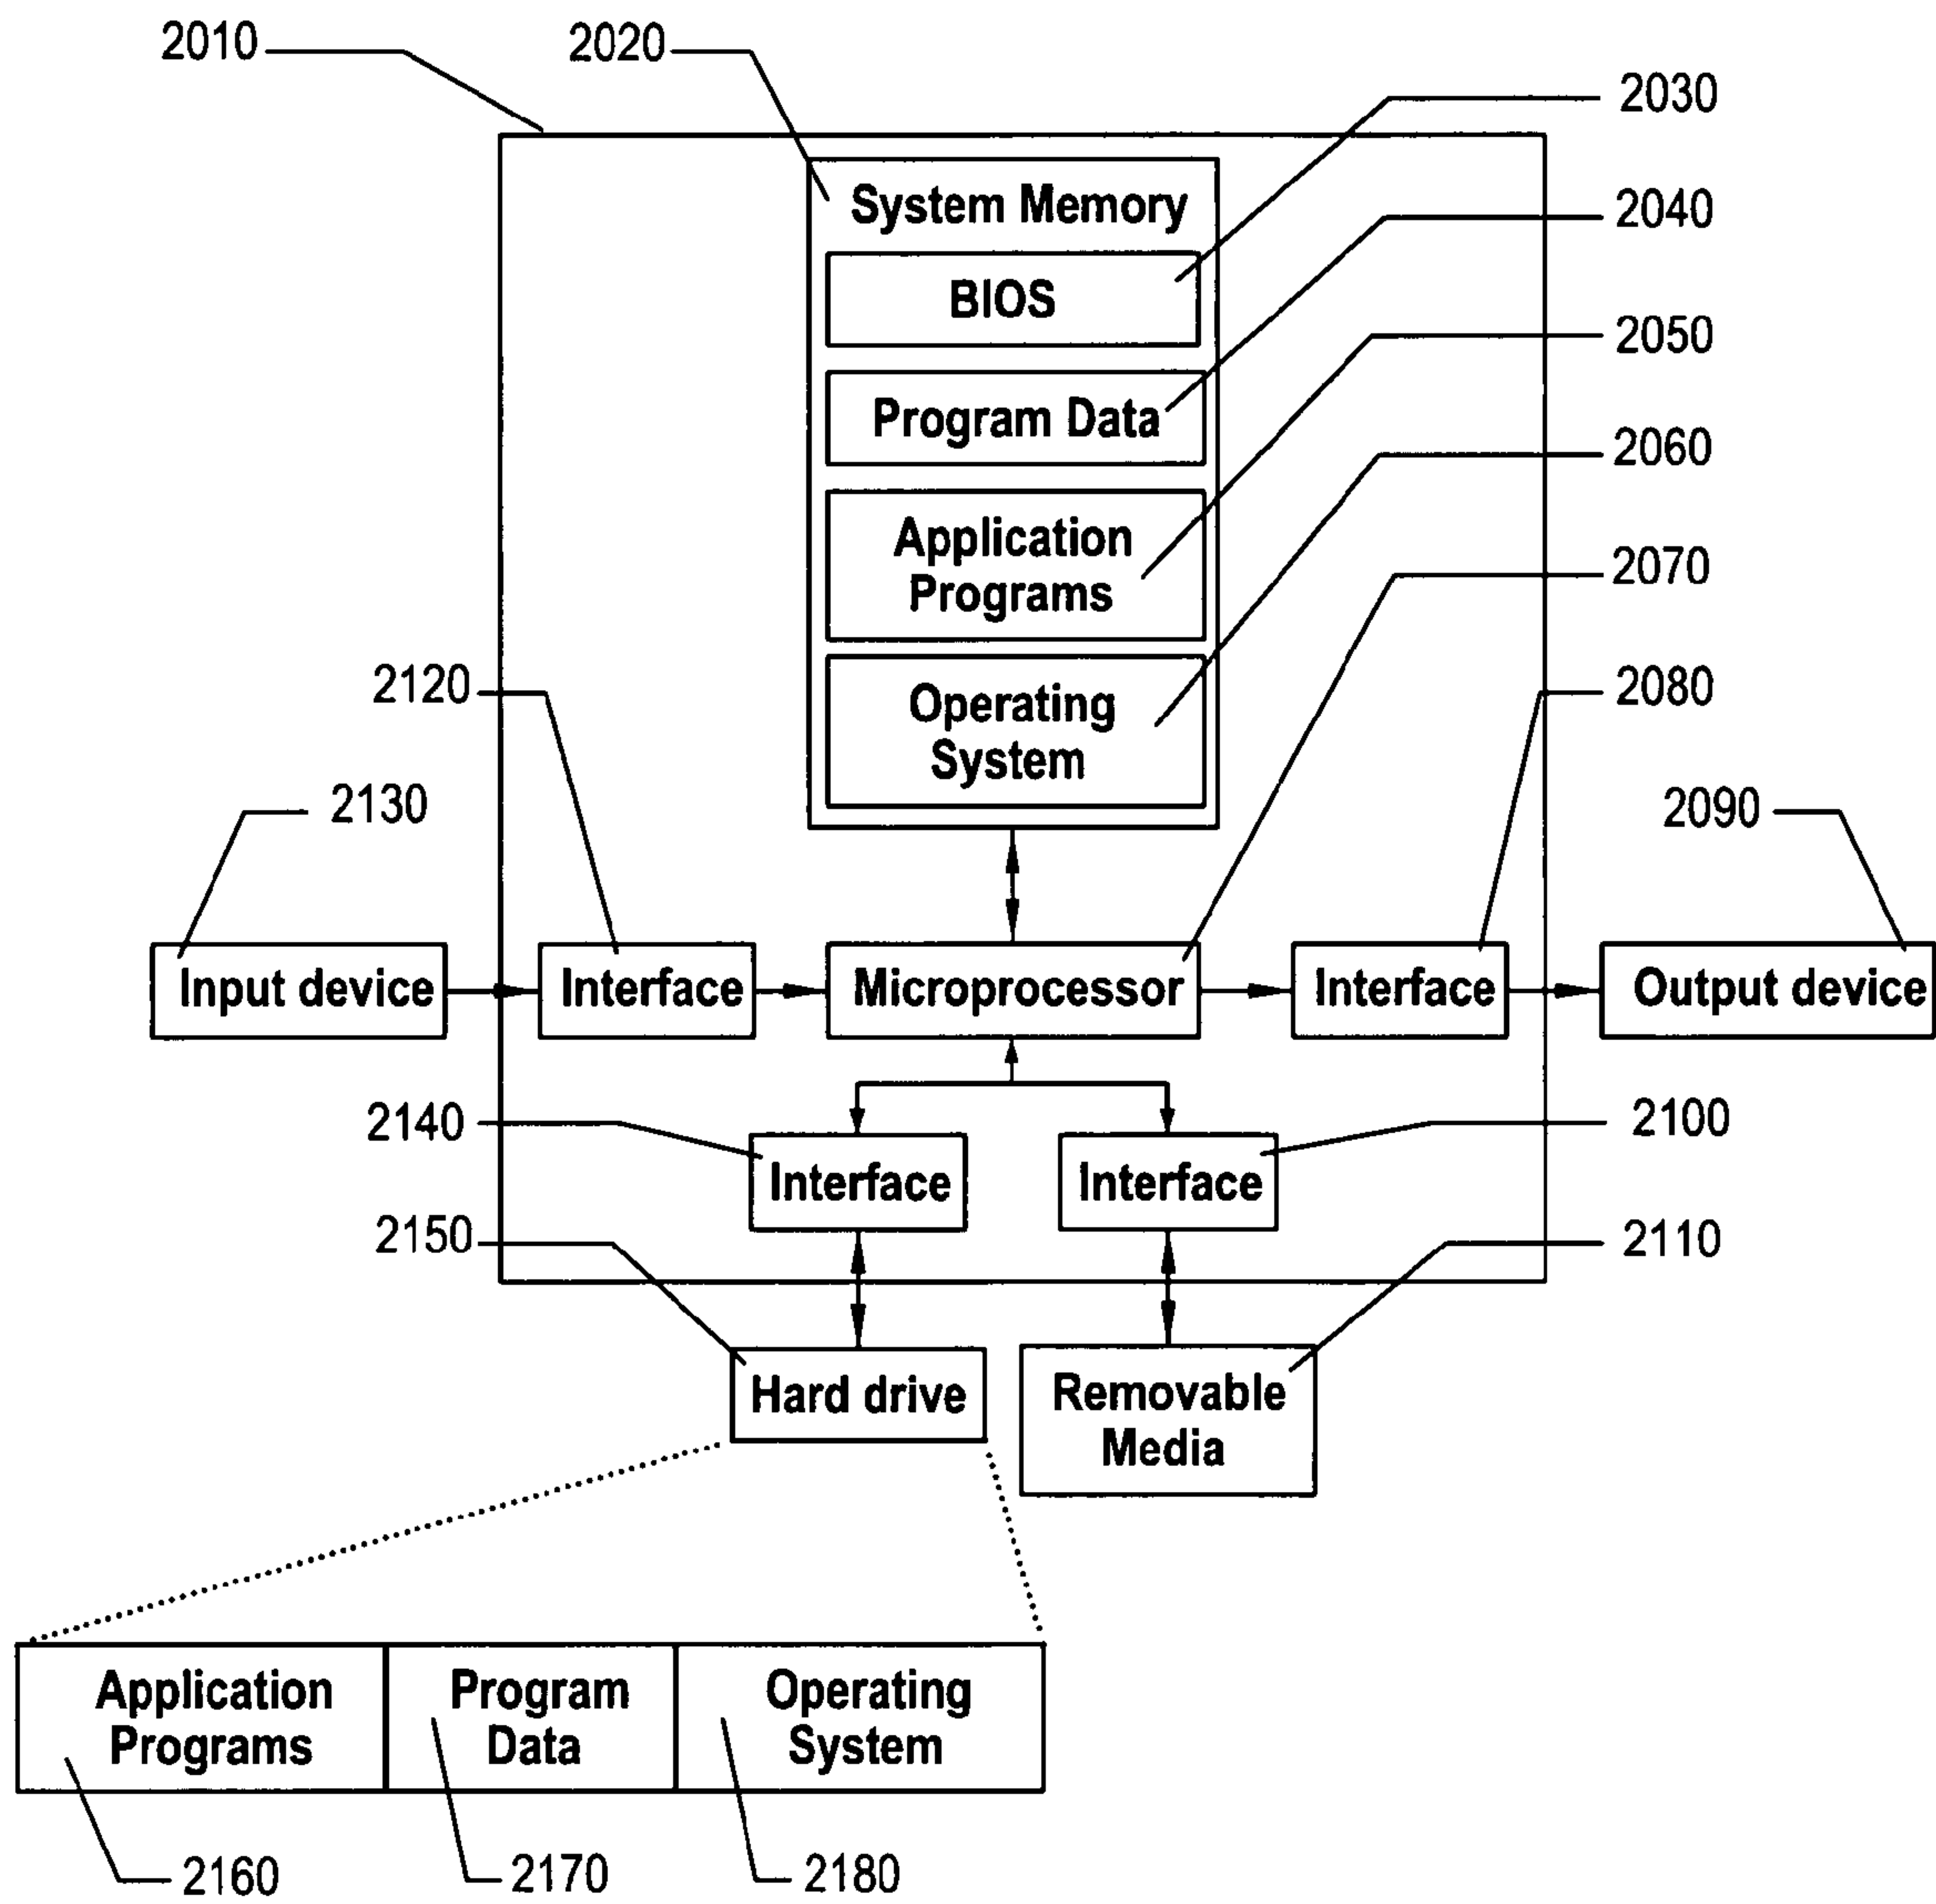 2010
2020
2030
System Memory
2040
BIOS
2050
Program Data
2060
Application
Programs
2070
2120
2080
Operating
System
2130
2090
Input device
Interface
Microprocessor
Interface
Output device
2140
2100
Interface
Interface
2150
2110
Hard drive
Removable
Media
Application
Programs
Program
Data
Operating
System
2160
2170
2180